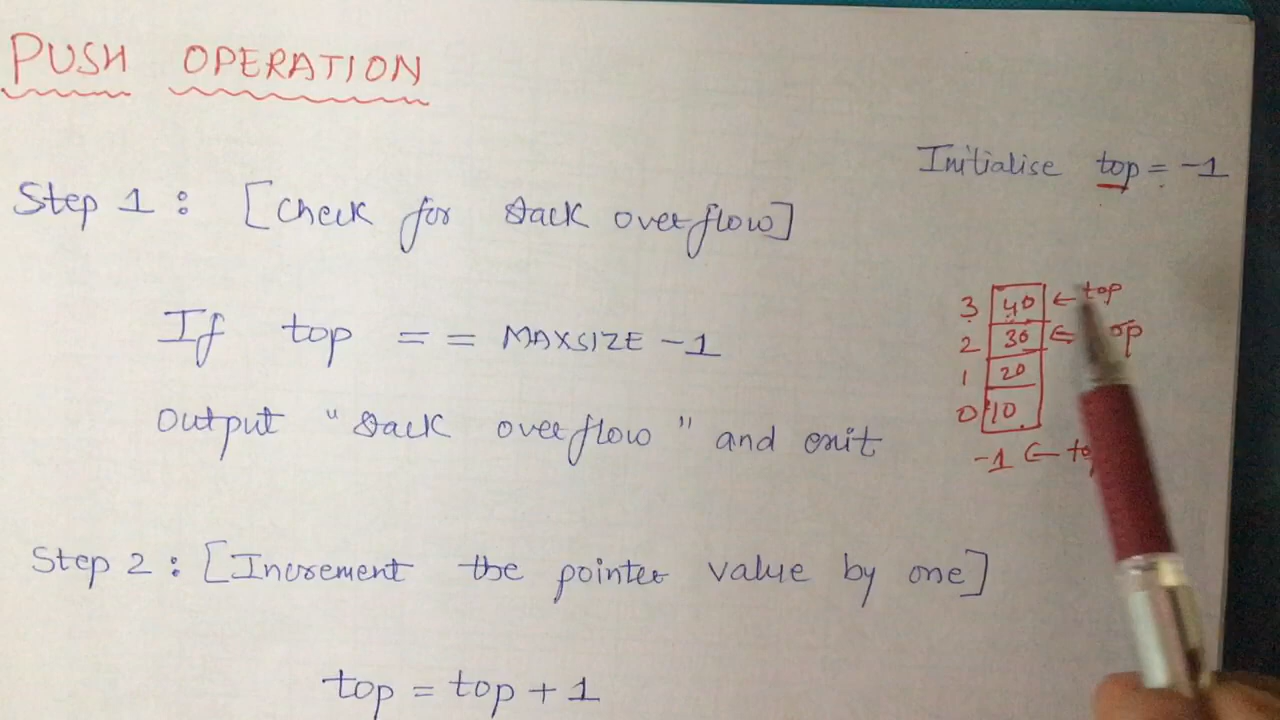 PUSH OPERATION
Initialise top = -1
Step 1 : [Check for stack overflow]
If top == MAXSIZE -1
Output "Stack overflow" and exit
3 40 ← top
2 30 ←
1 20
0 10
-1 ←
Step 2 : [Increment the pointer value by one]
top = top + 1